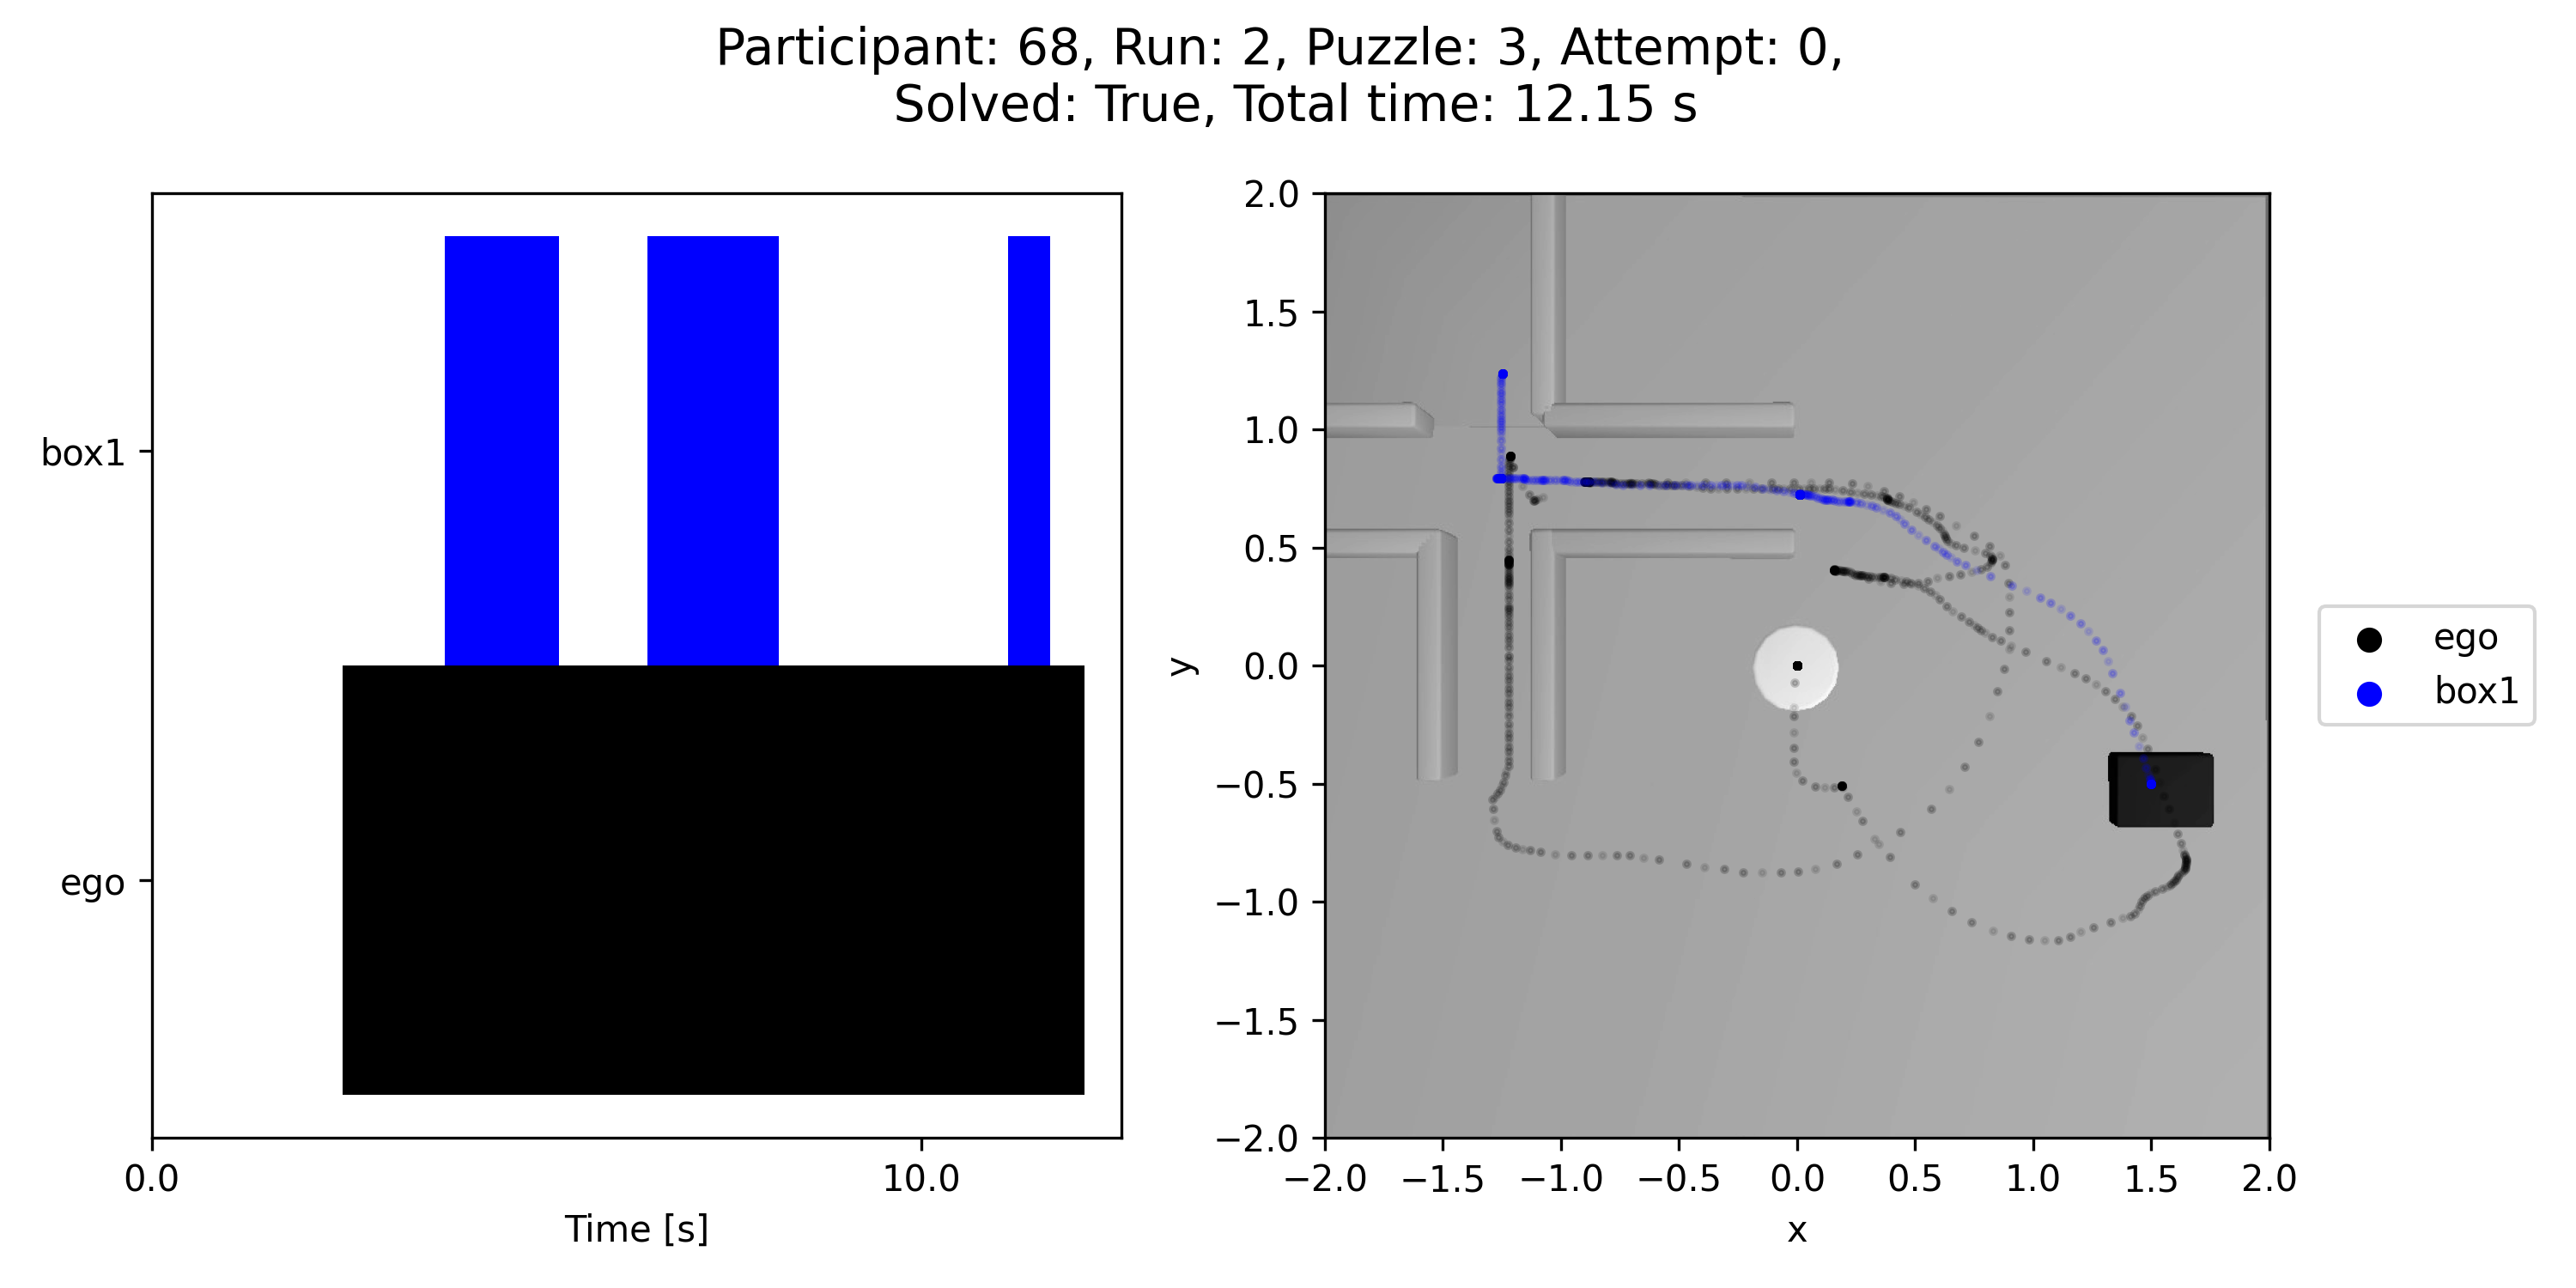 Participant: 68, Run: 2, Puzzle: 3, Attempt: 0,
Solved: True, Total time: 12.15 s
box1
ego
0.0 10.0
Time [s]
2.0
1.5
1.0
0.5
0.0
−0.5
−1.0
−1.5
−2.0
y
−2.0 −1.5 −1.0 −0.5 0.0 0.5 1.0 1.5 2.0
x
ego
box1